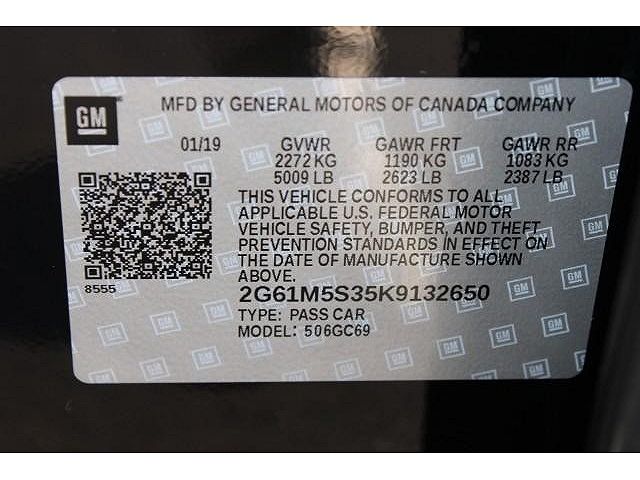 GM MFD BY GENERAL MOTORS OF CANADA COMPANY
01/19 GVWR GAWR FRT GAWR RR
2272 KG 1190 KG 1083 KG
5009 LB 2623 LB 2387 LB
THIS VEHICLE CONFORMS TO ALL
APPLICABLE U.S. FEDERAL MOTOR
VEHICLE SAFETY, BUMPER, AND THEFT
PREVENTION STANDARDS IN EFFECT ON
THE DATE OF MANUFACTURE SHOWN
ABOVE.
8555
2G61M5S35K9132650
TYPE: PASS CAR
MODEL: 506GC69